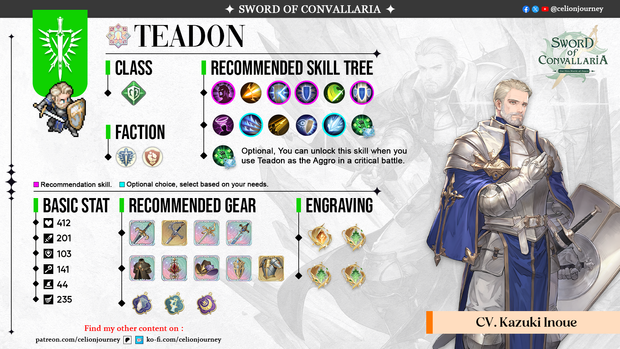 SWORD OF CONVALLARIA
@celionjourney
TEADON
CLASS
FACTION
RECOMMENDED SKILL TREE
Optional, You can unlock this skill when you
use Teadon as the Aggro in a critical battle.
Recommendation skill.
Optional choice, select based on your needs.
SWORD
OF
CONVALLARIA
BASIC STAT
412
201
103
141
44
235
RECOMMENDED GEAR
ENGRAVING
CV. Kazuki Inoue
Find my other content on :
patreon.com/celionjourney
ko-fi.com/celionjourney